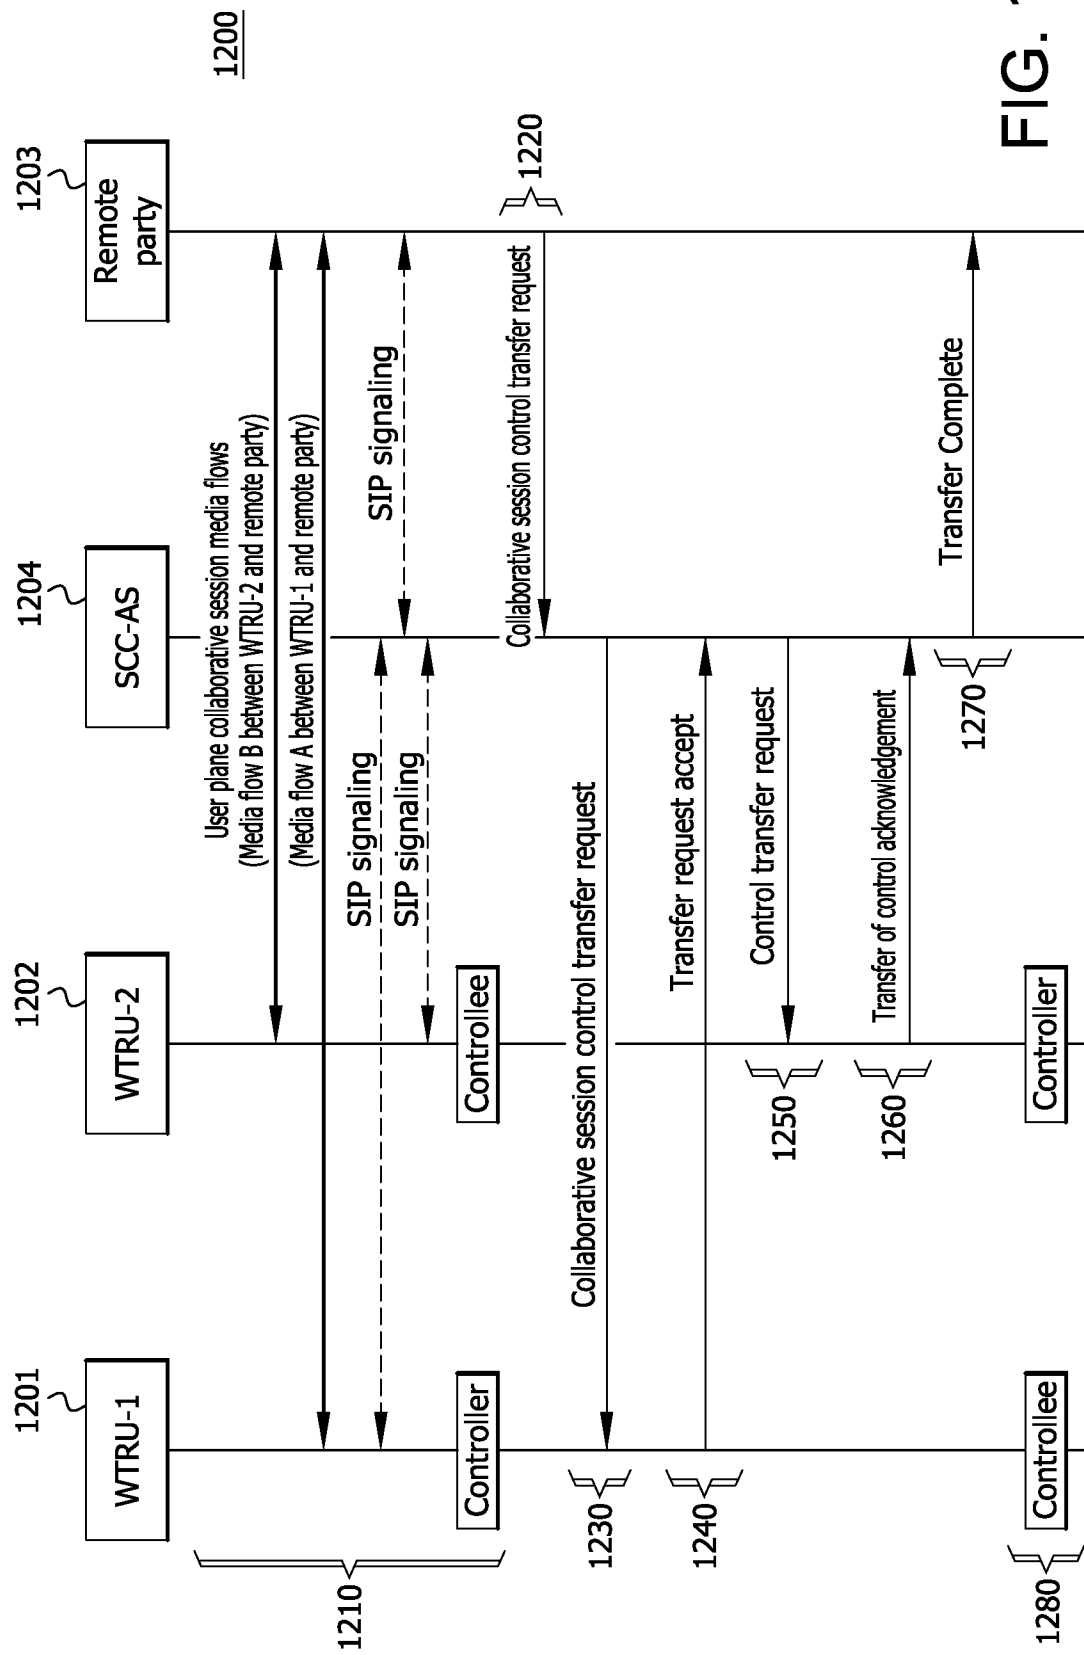 1200
1201
WTRU-1
1202
WTRU-2
1204
SCC-AS
1203
Remote
party
User plane collaborative session media flows
(Media flow B between WTRU-2 and remote party)
(Media flow A between WTRU-1 and remote party)
SIP signaling
SIP signaling
SIP signaling
1210
Controller
Controllee
Collaborative session control transfer request
1220
1230
Collaborative session control transfer request
1240
Transfer request accept
1250
Control transfer request
1260
Transfer of control acknowledgement
1270
Transfer Complete
1280
Controllee
Controller
FIG.